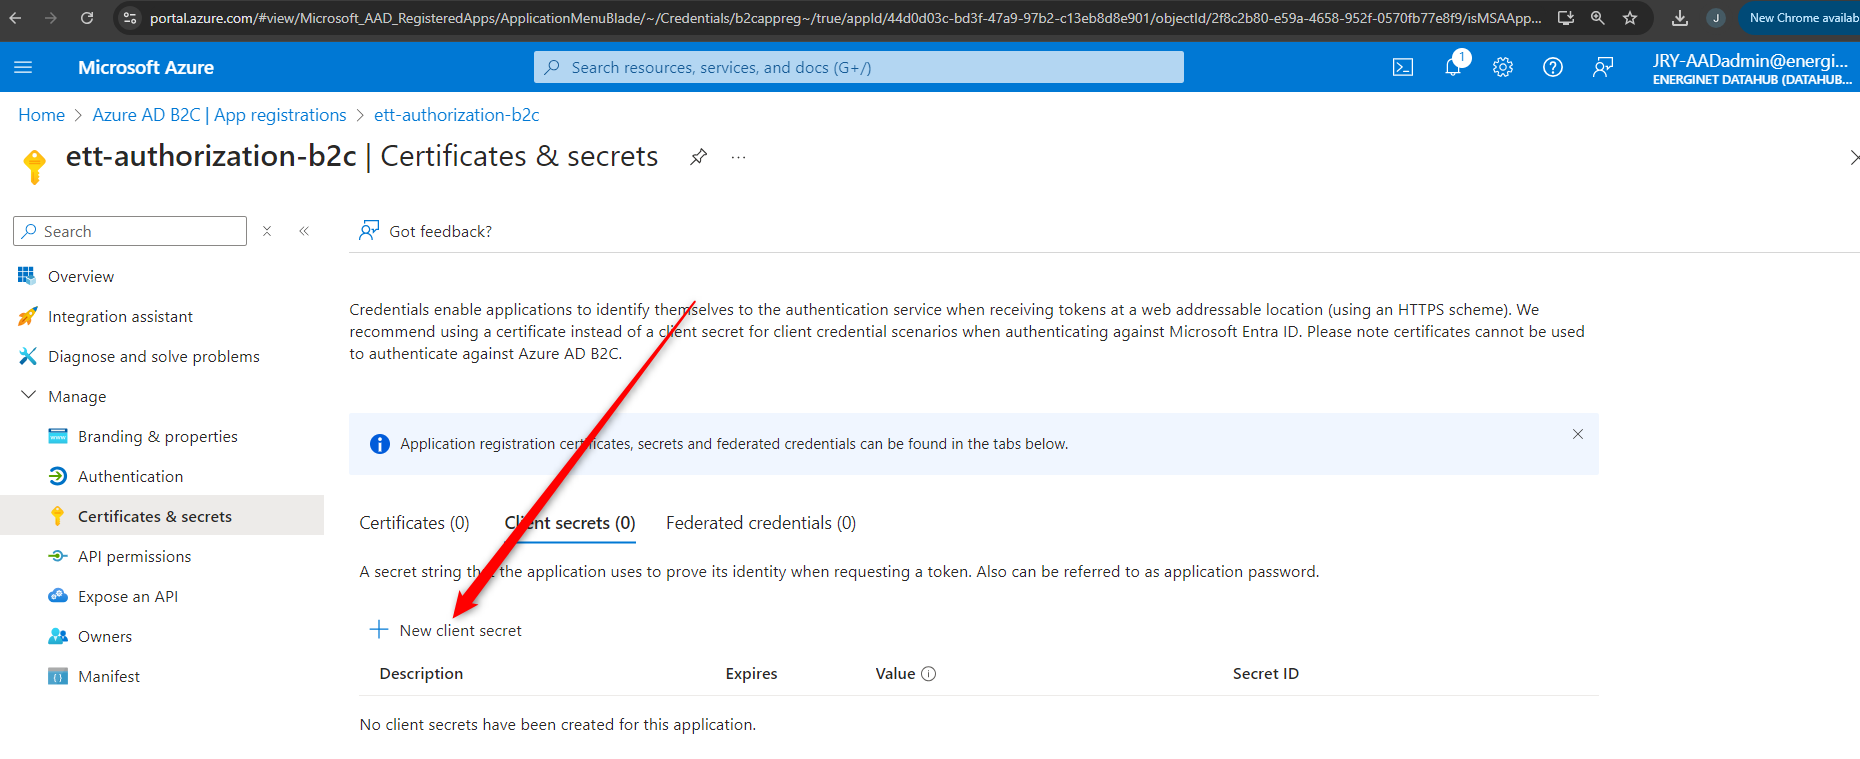 portal.azure.com/#view/Microsoft_AAD_RegisteredApps/ApplicationMenuBlade/~/Credentials/b2cappreg~/true/appId/44d0d03c-bd3f-47a9-97b2-c13eb8d8e901/objectId/2f8c2b80-e59a-4658-952f-0570fb77e8f9/isMSAApp...
J
New Chrome availab
Microsoft Azure
Search resources, services, and docs (G+/)
1
JRY-AADadmin@energi...
ENERGINET DATAHUB (DATAHUB...
Home > Azure AD B2C | App registrations > ett-authorization-b2c
ett-authorization-b2c | Certificates & secrets
...
Search
Got feedback?
Overview
Integration assistant
Diagnose and solve problems
Manage
Branding & properties
Authentication
Certificates & secrets
API permissions
Expose an API
Owners
Manifest
Credentials enable applications to identify themselves to the authentication service when receiving tokens at a web addressable location (using an HTTPS scheme). We
recommend using a certificate instead of a client secret for client credential scenarios when authenticating against Microsoft Entra ID. Please note certificates cannot be used
to authenticate against Azure AD B2C.
Application registration certificates, secrets and federated credentials can be found in the tabs below.
Certificates (0) Client secrets (0) Federated credentials (0)
A secret string that the application uses to prove its identity when requesting a token. Also can be referred to as application password.
New client secret
Description Expires Value Secret ID
No client secrets have been created for this application.